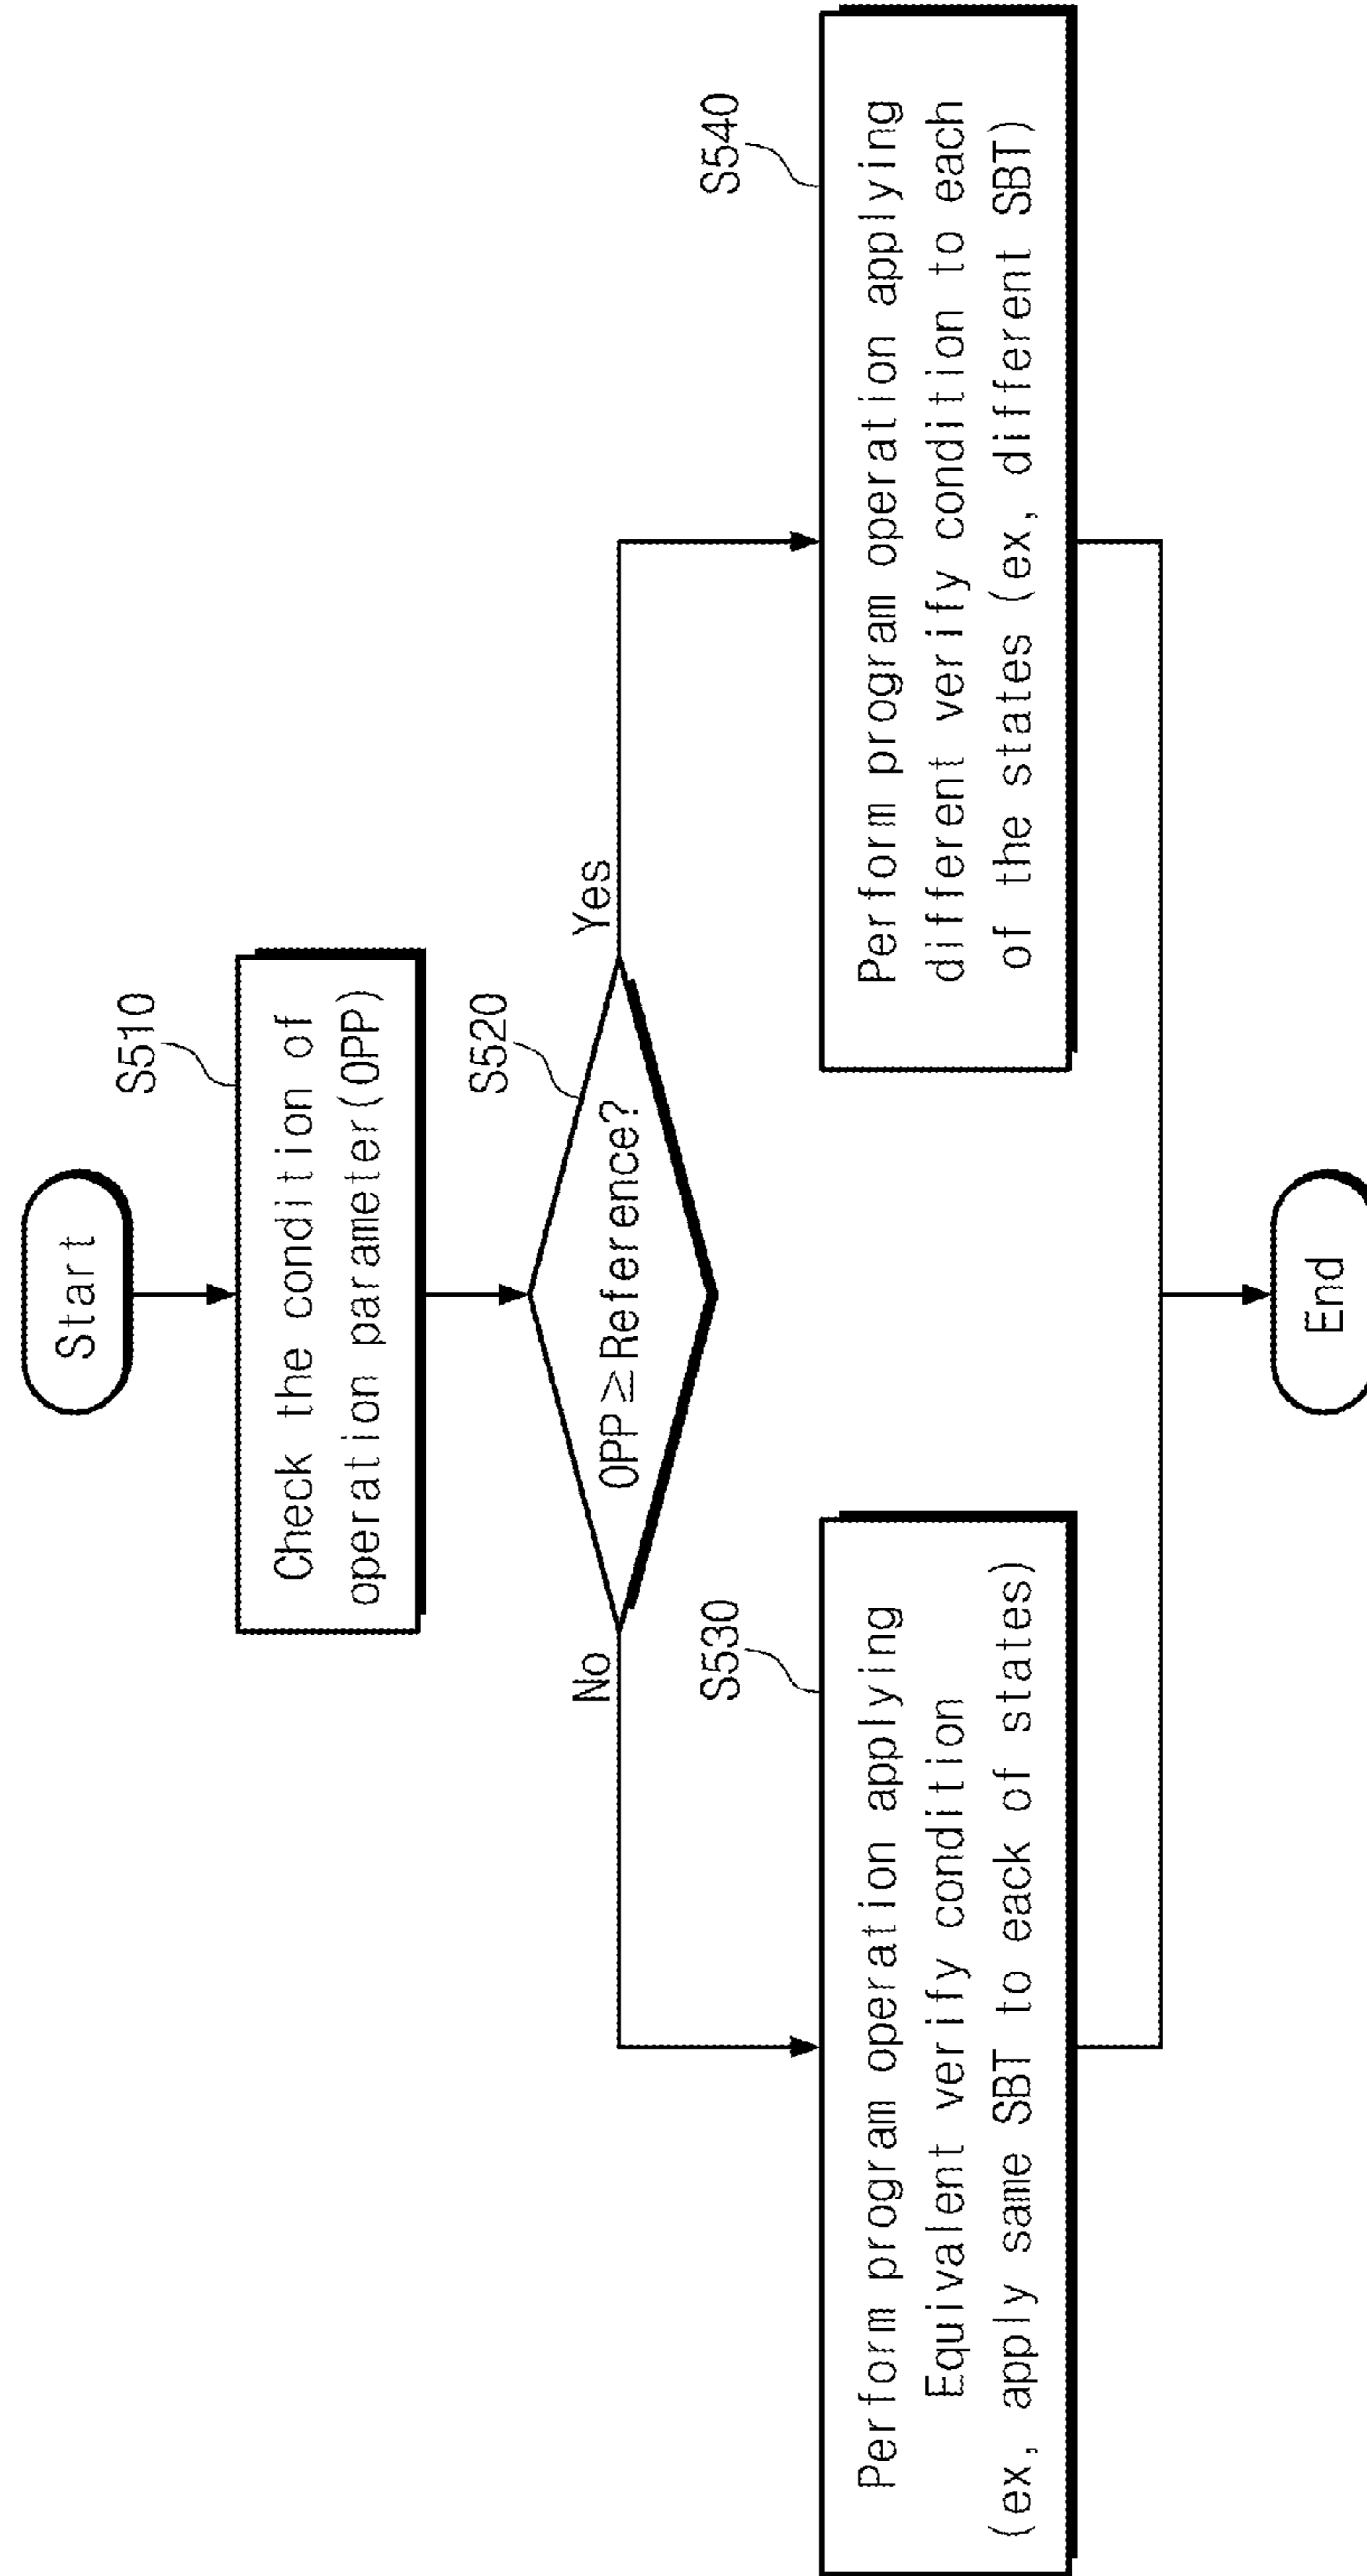 Start
S510
Check the condition of
operation parameter(OPP)
S520
OPP≥Reference?
No
Yes
S530
Perform program operation applying
Equivalent verify condition
(ex, apply same SBT to eack of states)
S540
Perform program operation applying
different verify condition to each
of the states (ex, different SBT)
End